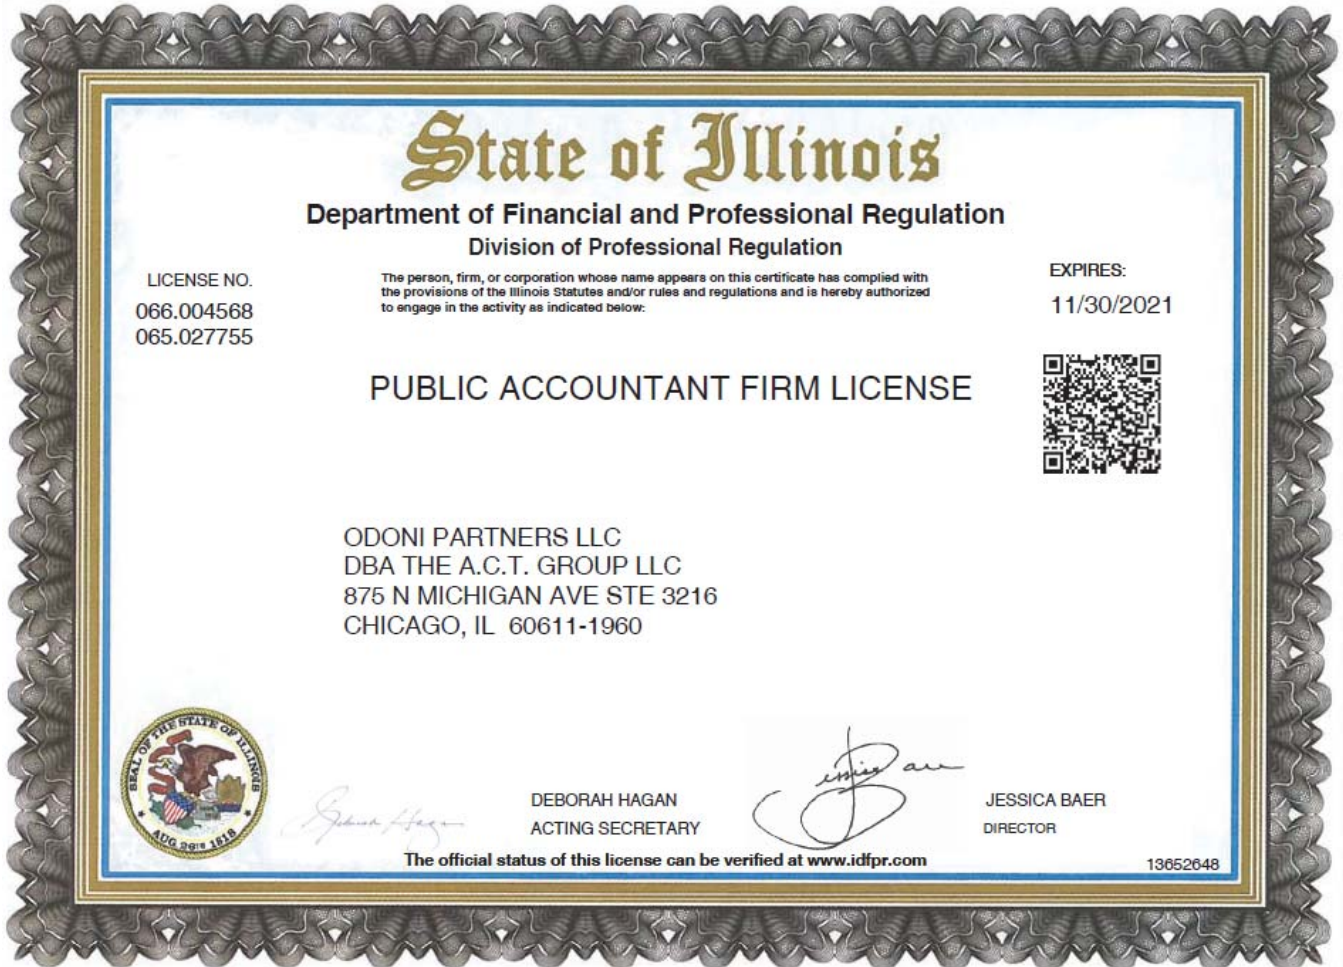 State of Illinois
Department of Financial and Professional Regulation
Division of Professional Regulation
LICENSE NO.
066.004568
065.027755
The person, firm, or corporation whose name appears on this certificate has complied with
the provisions of the Illinois Statutes and/or rules and regulations and is hereby authorized
to engage in the activity as indicated below:
EXPIRES:
11/30/2021
PUBLIC ACCOUNTANT FIRM LICENSE
ODONI PARTNERS LLC
DBA THE A.C.T. GROUP LLC
875 N MICHIGAN AVE STE 3216
CHICAGO, IL 60611-1960
SEAL OF THE STATE OF ILLINOIS
AUG. 26TH 1818
Deborah Hagan
DEBORAH HAGAN
ACTING SECRETARY
JESSICA BAER
DIRECTOR
The official status of this license can be verified at www.idfpr.com
13652648